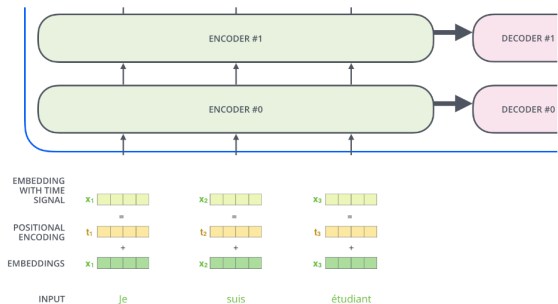 ENCODER #1
DECODER #1
ENCODER #0
DECODER #0
EMBEDDING
WITH TIME
SIGNAL
x₁
x₂
x₃
= = =
POSITIONAL
ENCODING
t₁
t₂
t₃
+ + +
EMBEDDINGS
x₁
x₂
x₃
INPUT
Je
suis
étudiant